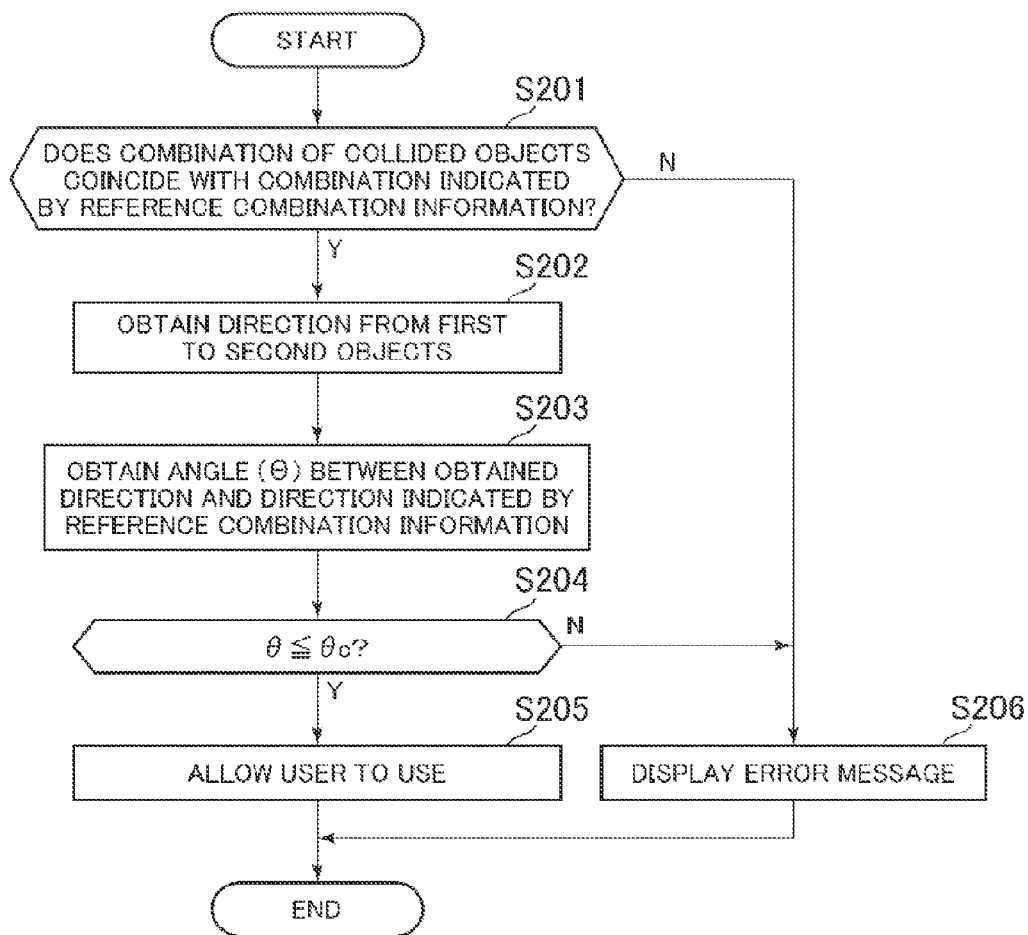 START
S201
DOES COMBINATION OF COLLIDED OBJECTS
COINCIDE WITH COMBINATION INDICATED
BY REFERENCE COMBINATION INFORMATION?
N
Y
S202
OBTAIN DIRECTION FROM FIRST
TO SECOND OBJECTS
S203
OBTAIN ANGLE (Θ) BETWEEN OBTAINED
DIRECTION AND DIRECTION INDICATED BY
REFERENCE COMBINATION INFORMATION
S204
θ ≦ θc?
N
Y
S205
ALLOW USER TO USE
S206
DISPLAY ERROR MESSAGE
END